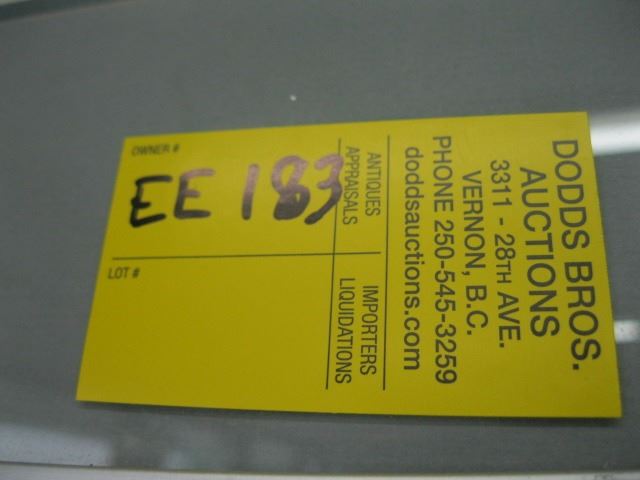 DODDS BROS.
AUCTIONS
3311 - 28TH AVE.
VERNON, B.C.
PHONE 250-545-3259
doddsauctions.com
ANTIQUES
APPRAISALS
IMPORTERS
LIQUIDATIONS
OWNER #
EE 183
LOT #